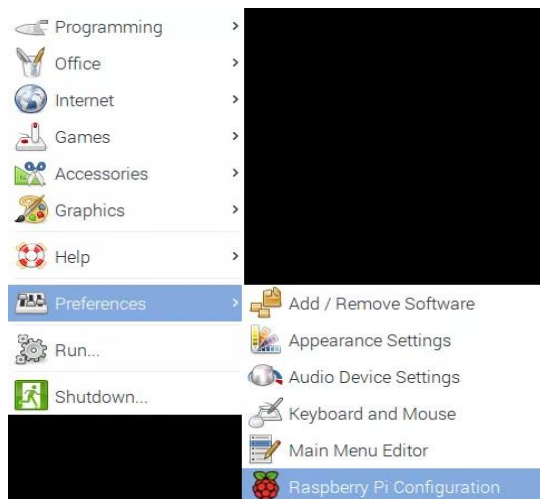 Programming
Office
Internet
Games
Accessories
Graphics
Help
Preferences
Run...
Shutdown...
Add / Remove Software
Appearance Settings
Audio Device Settings
Keyboard and Mouse
Main Menu Editor
Raspberry Pi Configuration